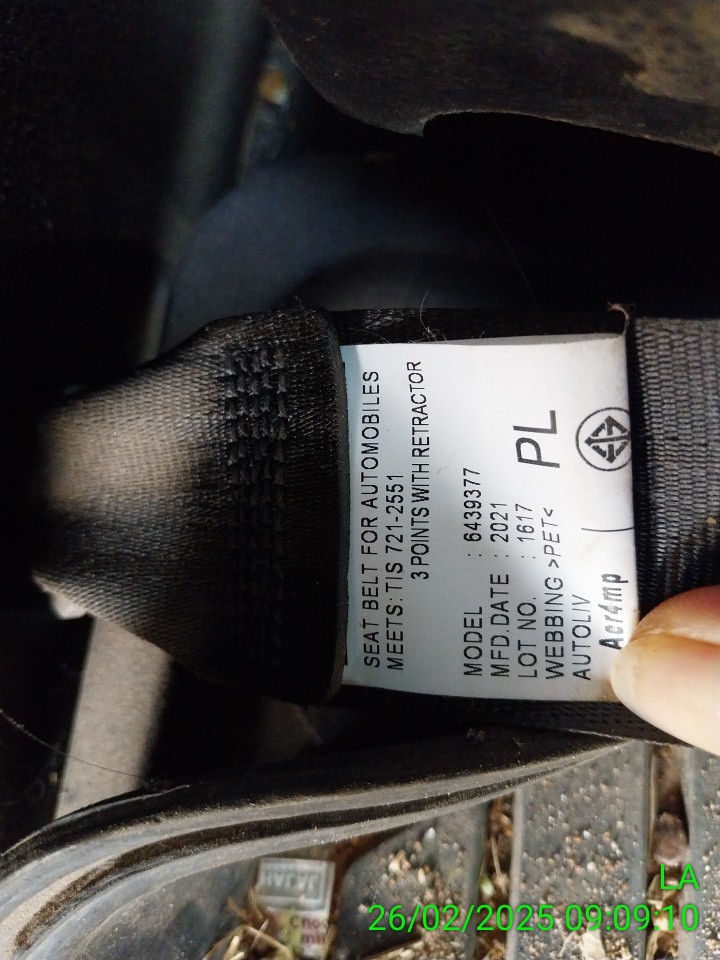 SEAT BELT FOR AUTOMOBILES
MEETS: TIS 721-2551
3 POINTS WITH RETRACTOR
MODEL : 6439377
MFD.DATE : 2021
LOT NO. : 1617
WEBBING >PET<
AUTOLIV
PL
Acr4mp
LA
26/02/2025 09:09:10